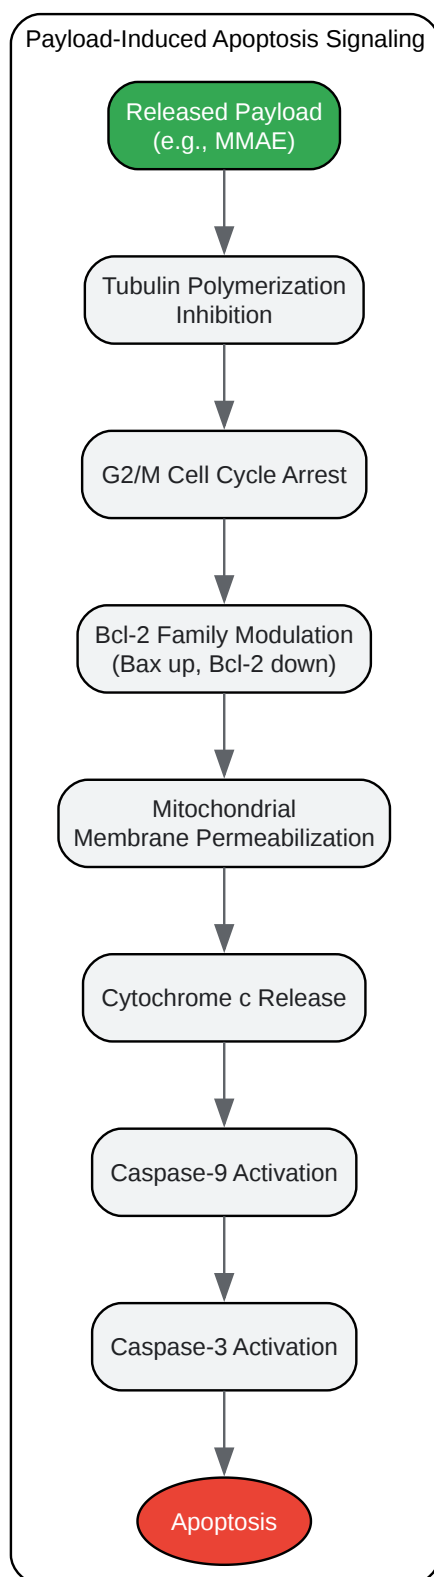 Payload-Induced Apoptosis Signaling
Released Payload
(e.g., MMAE)
Tubulin Polymerization
Inhibition
G2/M Cell Cycle Arrest
Bcl-2 Family Modulation
(Bax up, Bcl-2 down)
Mitochondrial
Membrane Permeabilization
Cytochrome c Release
Caspase-9 Activation
Caspase-3 Activation
Apoptosis